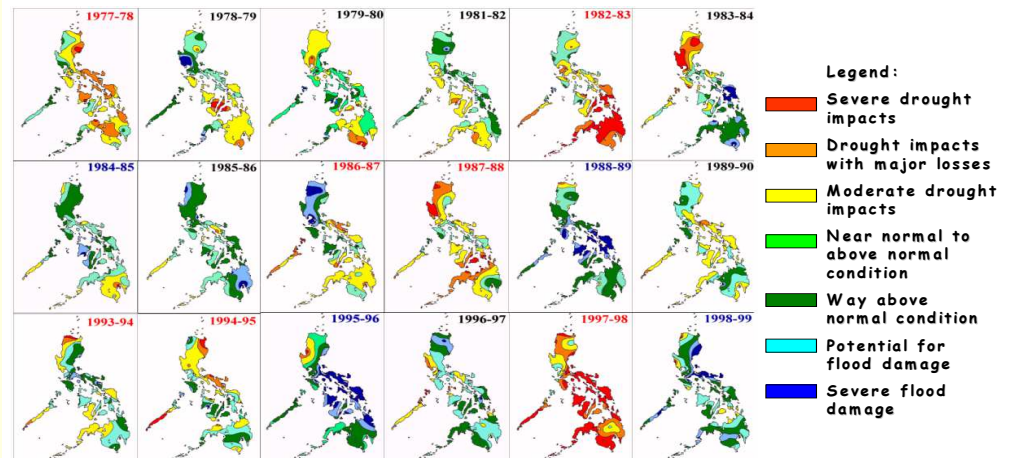 1977-78
1978-79
1979-80
1981-82
1982-83
1983-84
1984-85
1985-86
1986-87
1987-88
1988-89
1989-90
1993-94
1994-95
1995-96
1996-97
1997-98
1998-99
Legend:
Severe drought
impacts
Drought impacts
with major losses
Moderate drought
impacts
Near normal to
above normal
condition
Way above
normal condition
Potential for
flood damage
Severe flood
damage